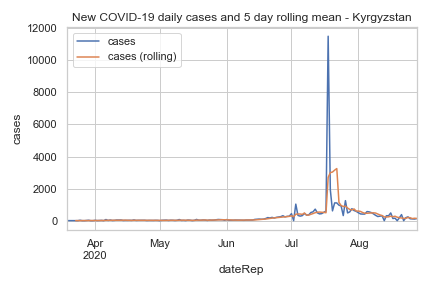 New COVID-19 daily cases and 5 day rolling mean - Kyrgyzstan
12000
10000
8000
6000
4000
2000
0
cases
cases
cases (rolling)
Apr
2020
May
Jun
Jul
Aug
dateRep